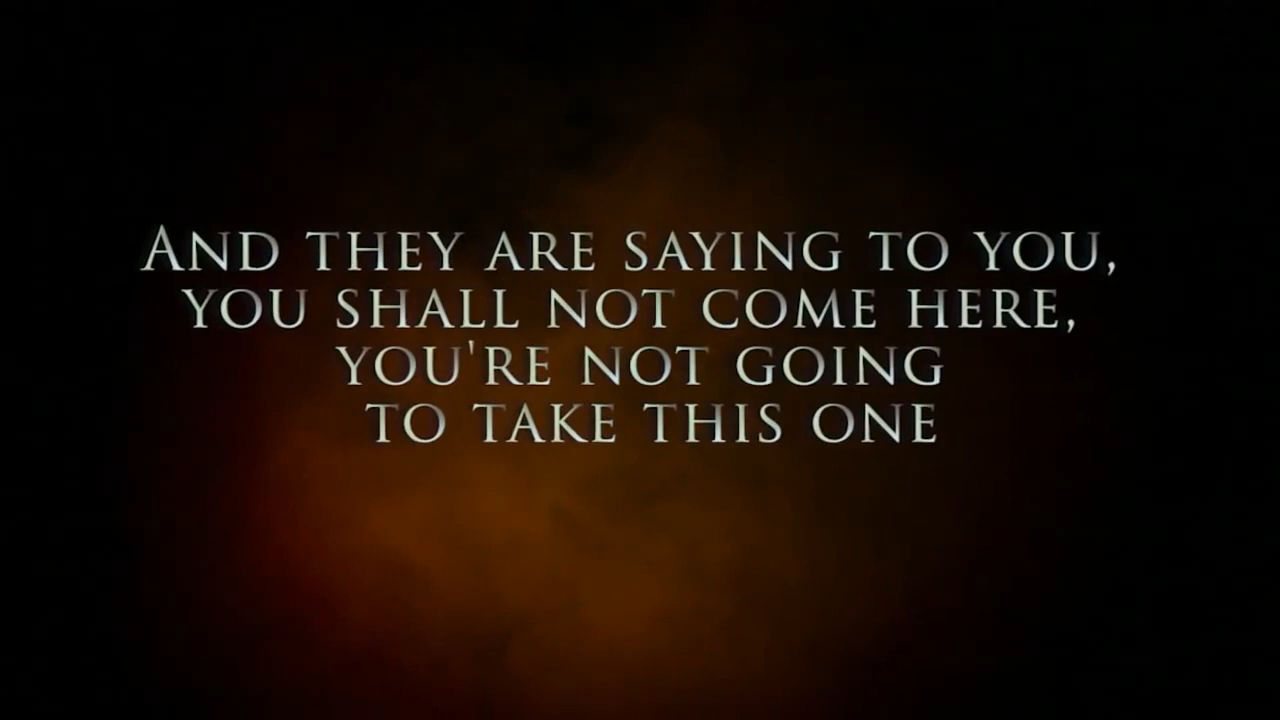 And they are saying to you,
you shall not come here,
you're not going
to take this one